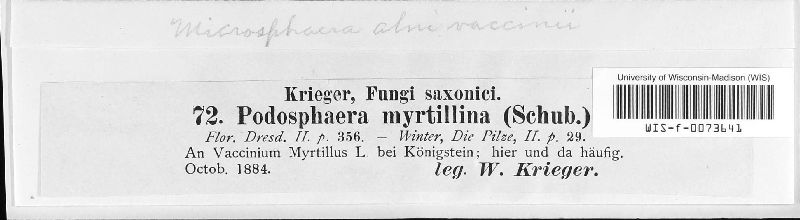 Microsphaera alni vaccinii
Krieger, Fungi saxonici.
72. Podosphaera myrtillina (Schub.)
Flor. Dresd. II. p. 356. — Winter, Die Pilze, II. p. 29.
An Vaccinium Myrtillus L. bei Königstein; hier und da häufig.
Octob. 1884. leg. W. Krieger.
University of Wisconsin-Madison (WIS)
WIS-f-0073641